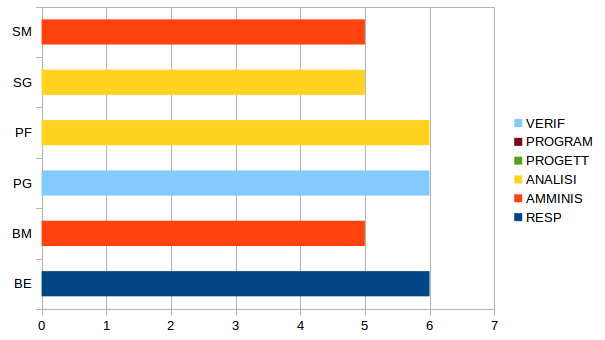 SM
SG
PF
PG
BM
BE
0 1 2 3 4 5 6 7
VERIF
PROGRAM
PROGETT
ANALISI
AMMINIS
RESP